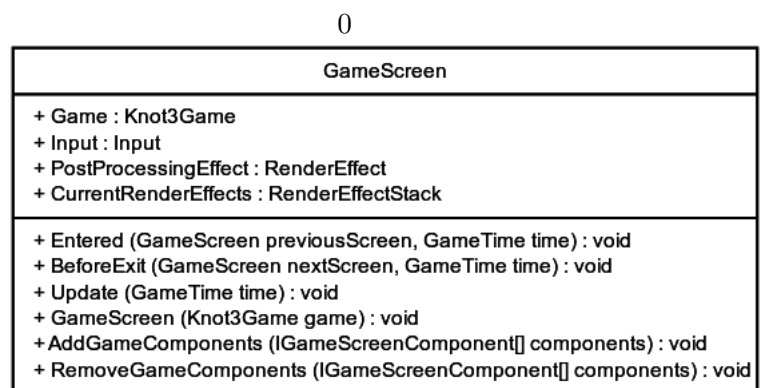 0
GameScreen
+ Game : Knot3Game
+ Input : Input
+ PostProcessingEffect : RenderEffect
+ CurrentRenderEffects : RenderEffectStack
+ Entered (GameScreen previousScreen, GameTime time) : void
+ BeforeExit (GameScreen nextScreen, GameTime time) : void
+ Update (GameTime time) : void
+ GameScreen (Knot3Game game) : void
+AddGameComponents (IGameScreenComponent[] components) : void
+ RemoveGameComponents (IGameScreenComponent[] components) : void